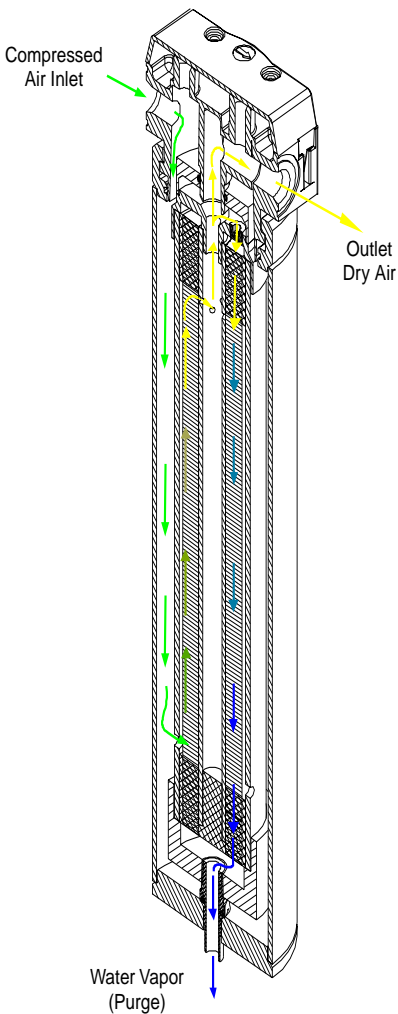 Compressed
Air Inlet
Outlet
Dry Air
Water Vapor
(Purge)